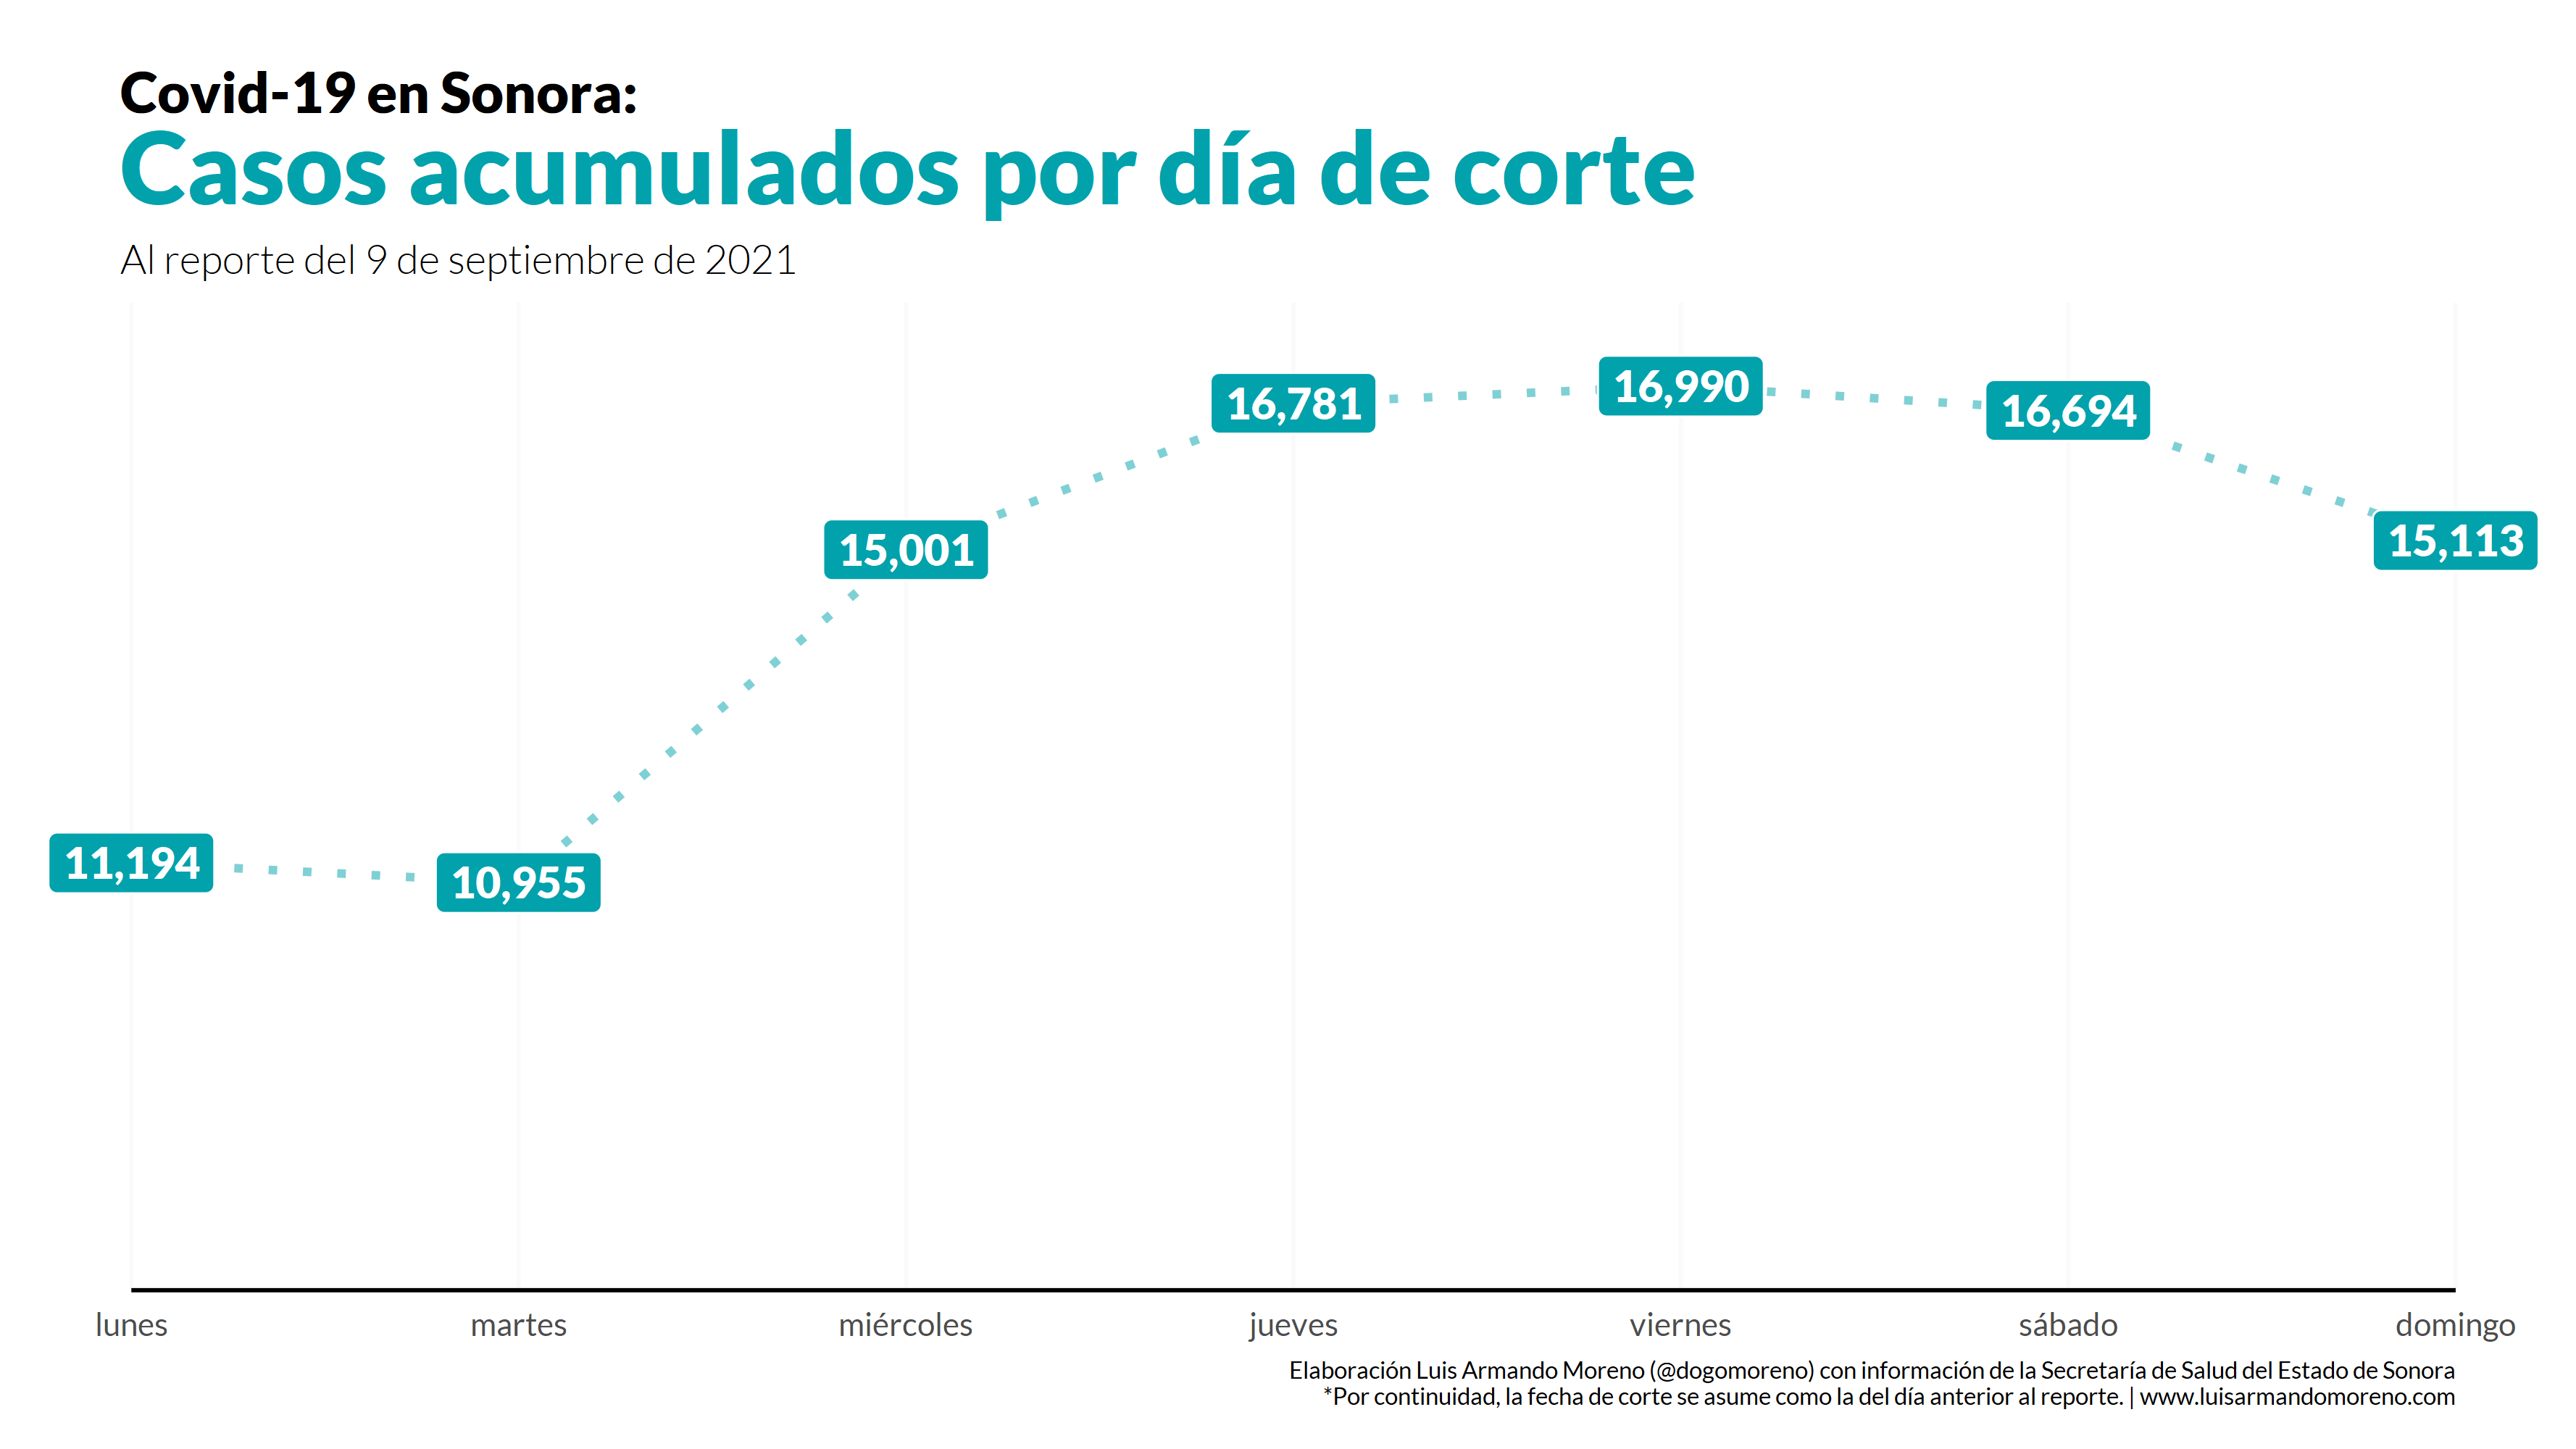 Covid-19 en Sonora:
Casos acumulados por día de corte
Al reporte del 9 de septiembre de 2021
16,990
16,781
16,694
15,113
15,001
11,194
10,955
lunes martes miércoles jueves viernes sábado domingo
Elaboración Luis Armando Moreno (@dogomoreno) con información de la Secretaría de Salud del Estado de Sonora
*Por continuidad, la fecha de corte se asume como la del día anterior al reporte. | www.luisarmandomoreno.com